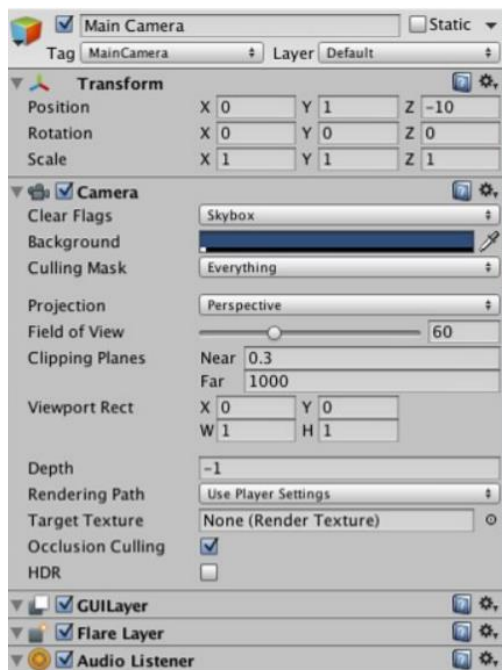 Main Camera Static
Tag MainCamera Layer Default
Transform
Position X 0 Y 1 Z -10
Rotation X 0 Y 0 Z 0
Scale X 1 Y 1 Z 1
Camera
Clear Flags Skybox
Background
Culling Mask Everything
Projection Perspective
Field of View 60
Clipping Planes Near 0.3
Far 1000
Viewport Rect X 0 Y 0
W 1 H 1
Depth -1
Rendering Path Use Player Settings
Target Texture None (Render Texture)
Occlusion Culling
HDR
GUILayer
Flare Layer
Audio Listener